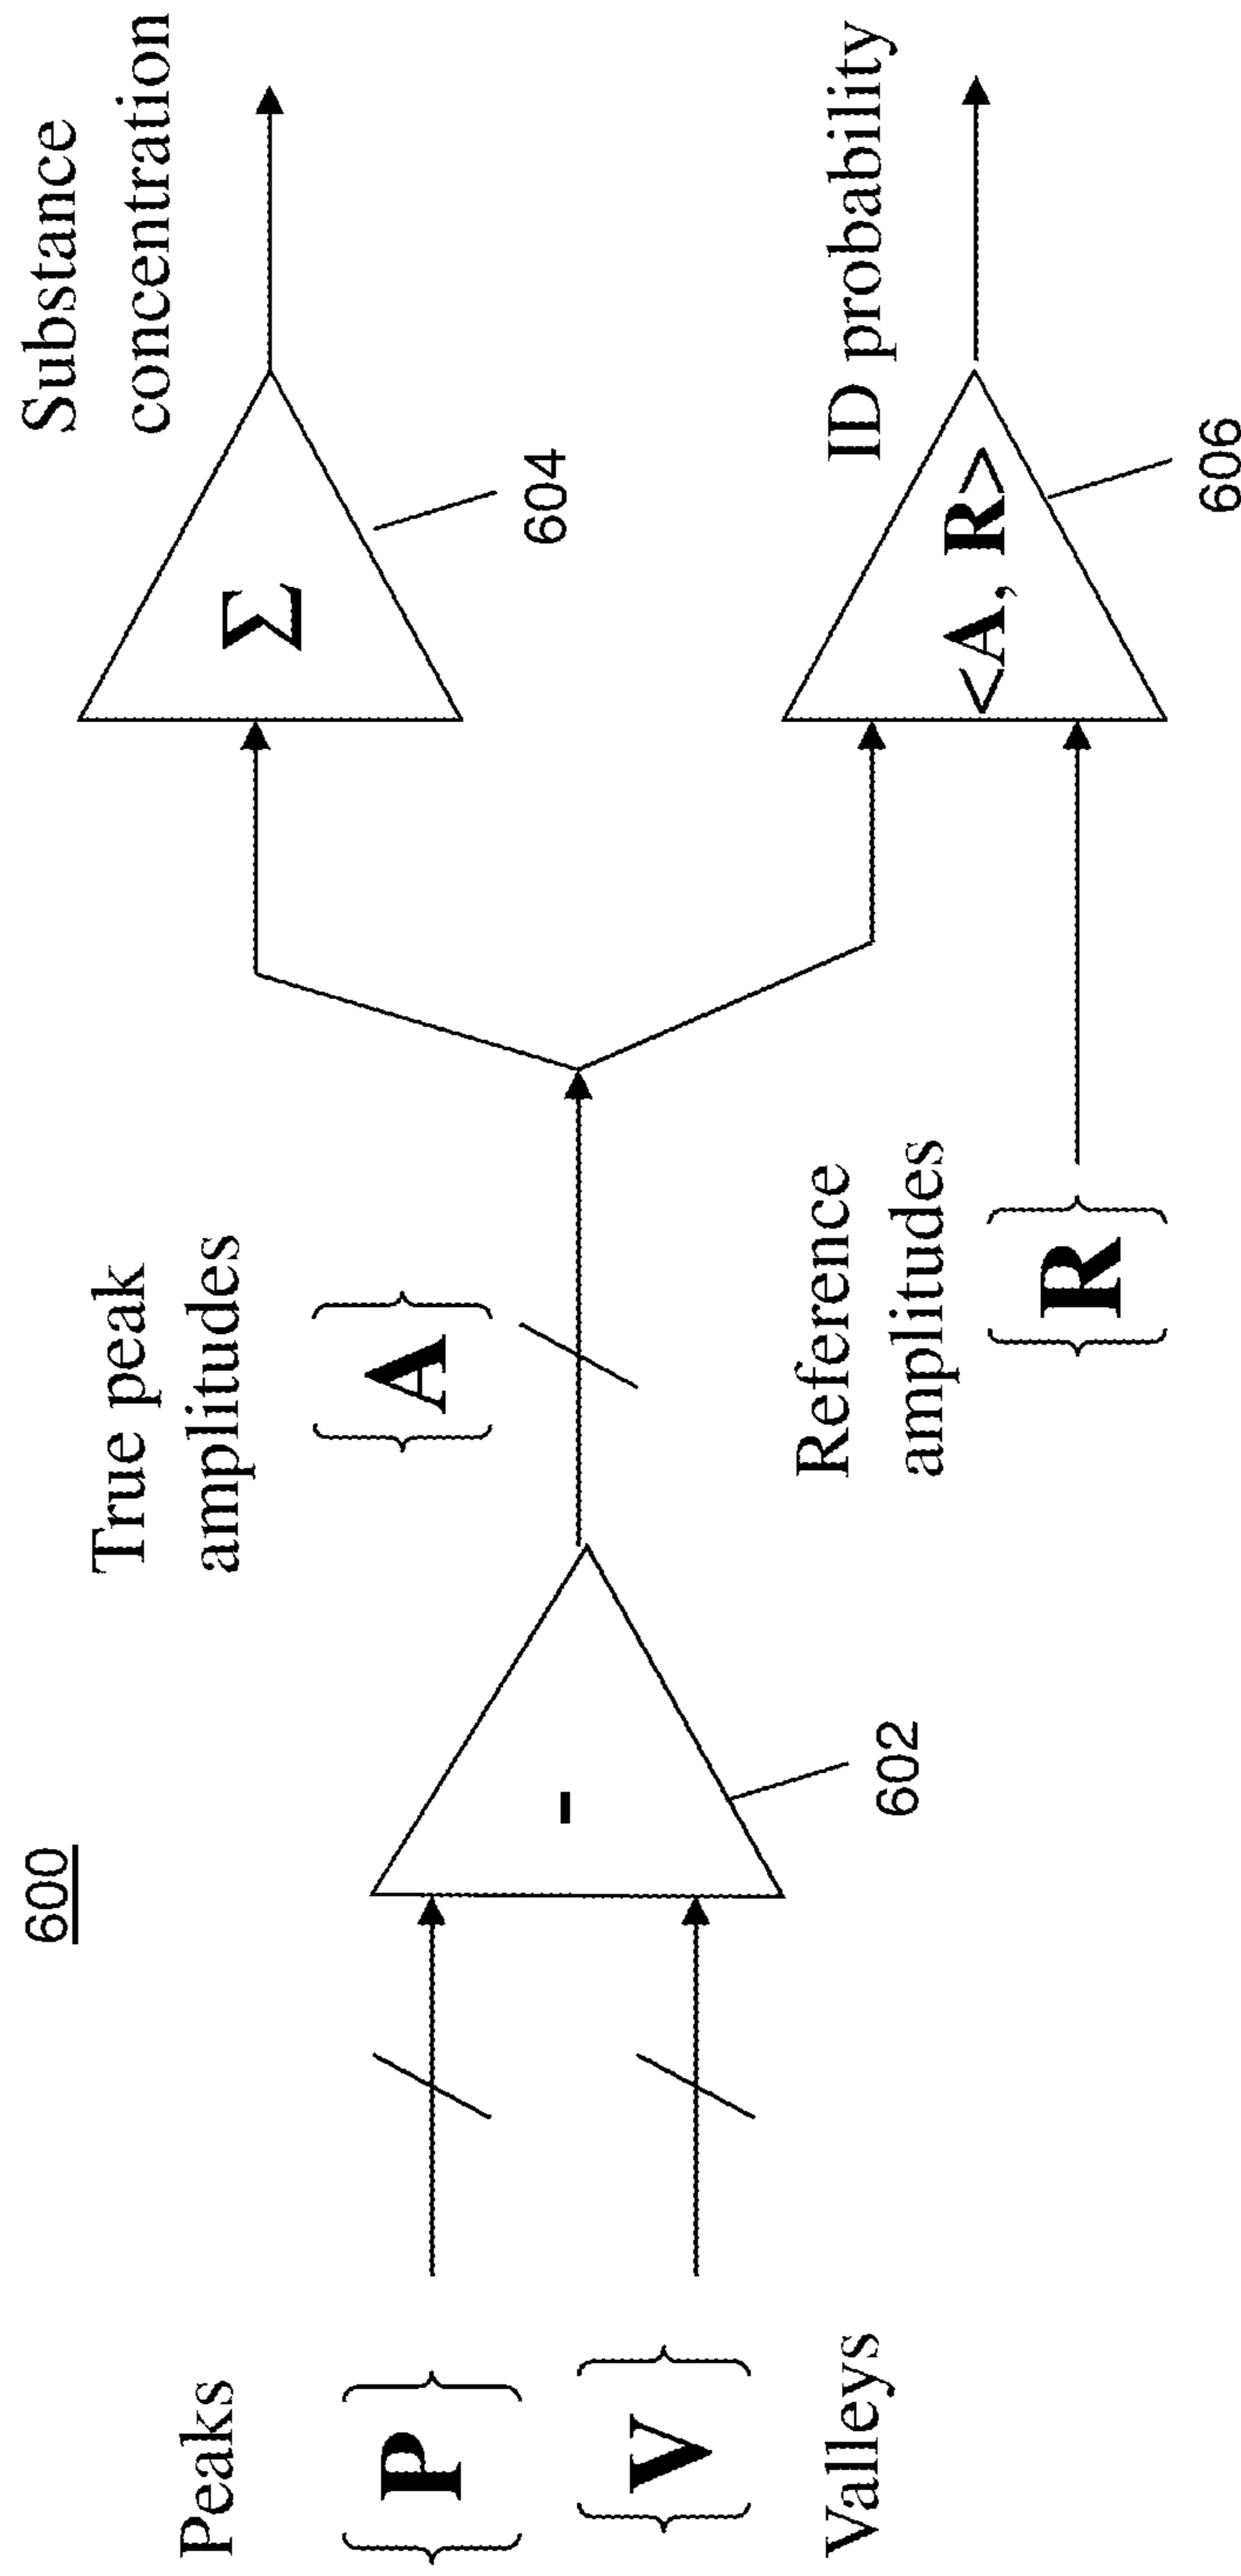 600
Peaks
{P}
{V}
Valleys
-
602
True peak
amplitudes
{A}
Reference
amplitudes
{R}
Σ
604
Substance
concentration
<A, R>
606
ID probability